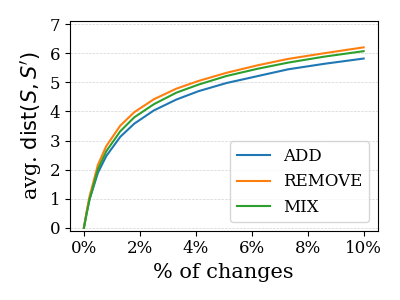 7
6
5
4
3
2
1
0
avg. dist(S, S′)
ADD
REMOVE
MIX
0% 2% 4% 6% 8% 10%
% of changes